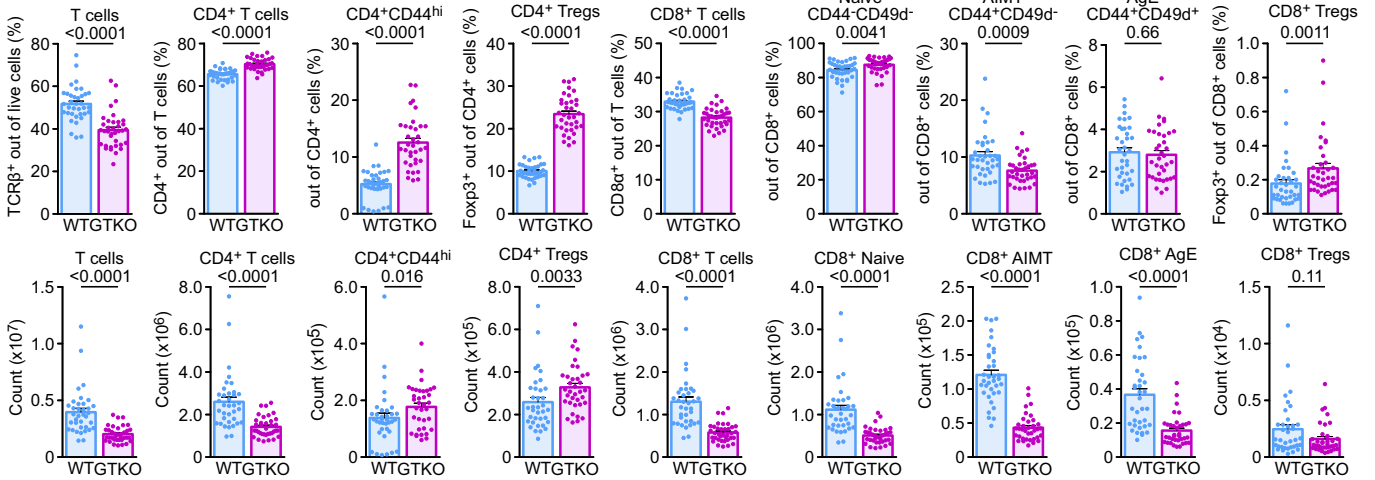 T cells
<0.0001
TCRβ⁺ out of live cells (%)
80
60
40
20
0
WTGTKO
CD4⁺ T cells
<0.0001
CD4⁺ out of T cells (%)
80
60
40
20
0
WTGTKO
CD4⁺CD44ʰⁱ
<0.0001
out of CD4⁺ cells (%)
30
20
10
0
WTGTKO
CD4⁺ Tregs
<0.0001
Foxp3⁺ out of CD4⁺ cells (%)
40
30
20
10
0
WTGTKO
CD8⁺ T cells
<0.0001
CD8α⁺ out of T cells (%)
50
40
30
20
10
0
WTGTKO
Naive
CD44⁻CD49d⁻
0.0041
out of CD8⁺ cells (%)
100
80
60
40
20
0
WTGTKO
AIMT
CD44⁺CD49d⁻
0.0009
out of CD8⁺ cells (%)
30
20
10
0
WTGTKO
AgE
CD44⁺CD49d⁺
0.66
out of CD8⁺ cells (%)
8
6
4
2
0
WTGTKO
CD8⁺ Tregs
0.0011
Foxp3⁺ out of CD8⁺ cells (%)
1.0
0.8
0.6
0.4
0.2
0
WTGTKO
T cells
<0.0001
Count (x10⁷)
1.5
1.0
0.5
0.0
WTGTKO
CD4⁺ T cells
<0.0001
Count (x10⁶)
8.0
6.0
4.0
2.0
0.0
WTGTKO
CD4⁺CD44ʰⁱ
0.016
Count (x10⁵)
6.0
4.0
2.0
0.0
WTGTKO
CD4⁺ Tregs
0.0033
Count (x10⁵)
8.0
6.0
4.0
2.0
0.0
WTGTKO
CD8⁺ T cells
<0.0001
Count (x10⁶)
4.0
3.0
2.0
1.0
0.0
WTGTKO
CD8⁺ Naive
<0.0001
Count (x10⁶)
4.0
3.0
2.0
1.0
0.0
WTGTKO
CD8⁺ AIMT
<0.0001
Count (x10⁵)
2.5
2.0
1.5
1.0
0.5
0.0
WTGTKO
CD8⁺ AgE
<0.0001
Count (x10⁵)
1.0
0.8
0.6
0.4
0.2
0.0
WTGTKO
CD8⁺ Tregs
0.11
Count (x10⁴)
1.5
1.0
0.5
0.0
WTGTKO